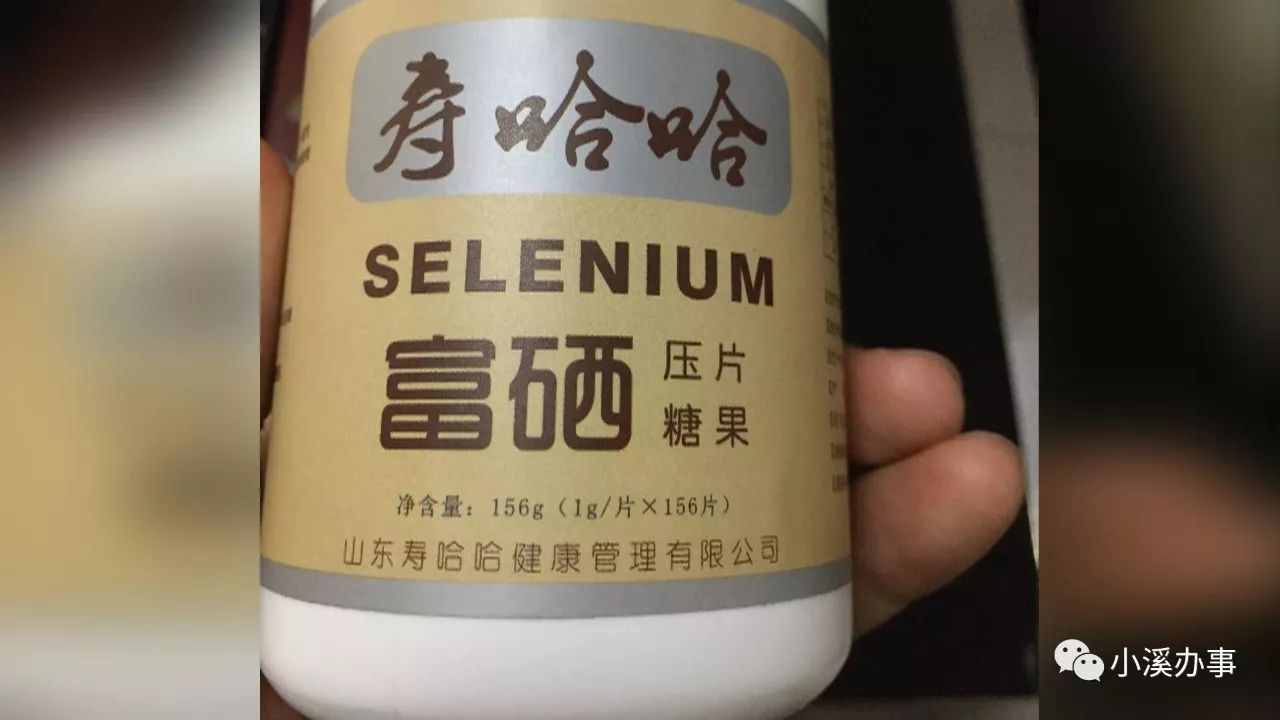 寿哈哈
SELENIUM
富硒
压片
糖果
净含量：156g（1g/片×156片）
山东寿哈哈健康管理有限公司
小溪办事